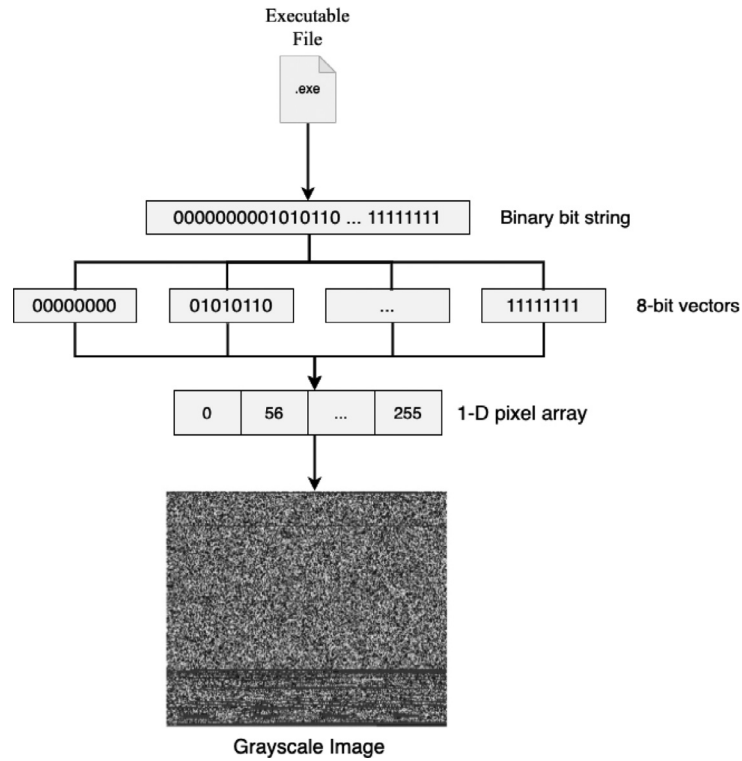 Executable
File
.exe
0000000001010110 ... 11111111
Binary bit string
00000000
01010110
...
11111111
8-bit vectors
0
56
...
255
1-D pixel array
Grayscale Image